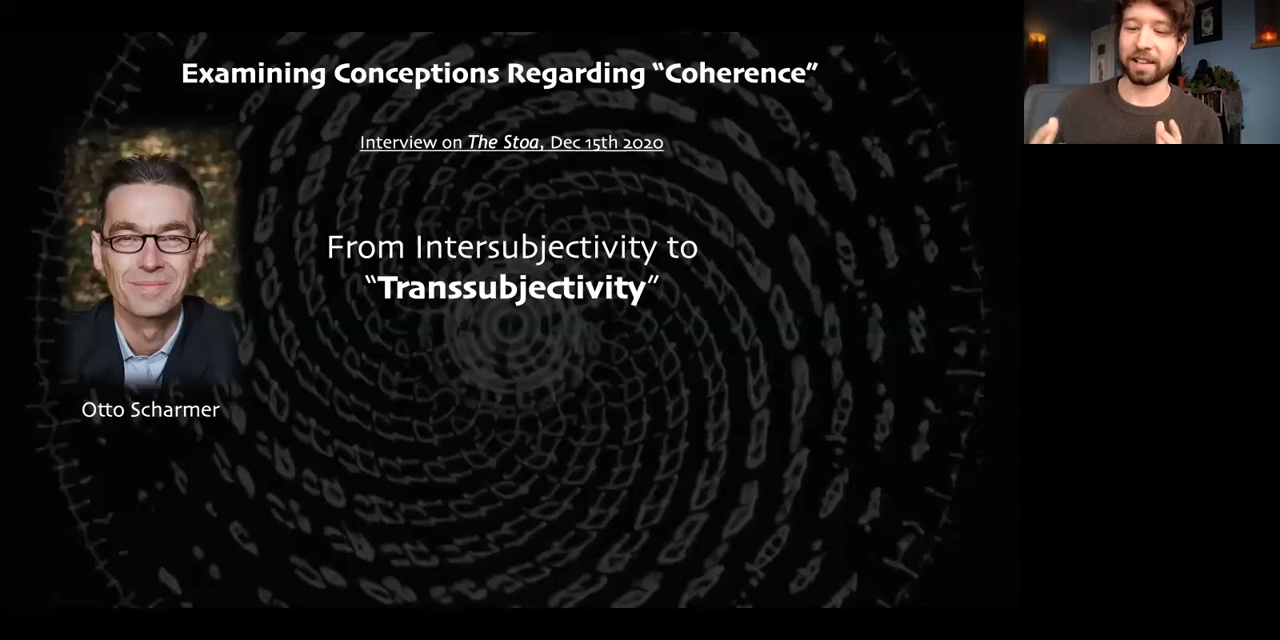 Examining Conceptions Regarding “Coherence”
Interview on The Stoa, Dec 15th 2020
From Intersubjectivity to
“Transsubjectivity”
Otto Scharmer